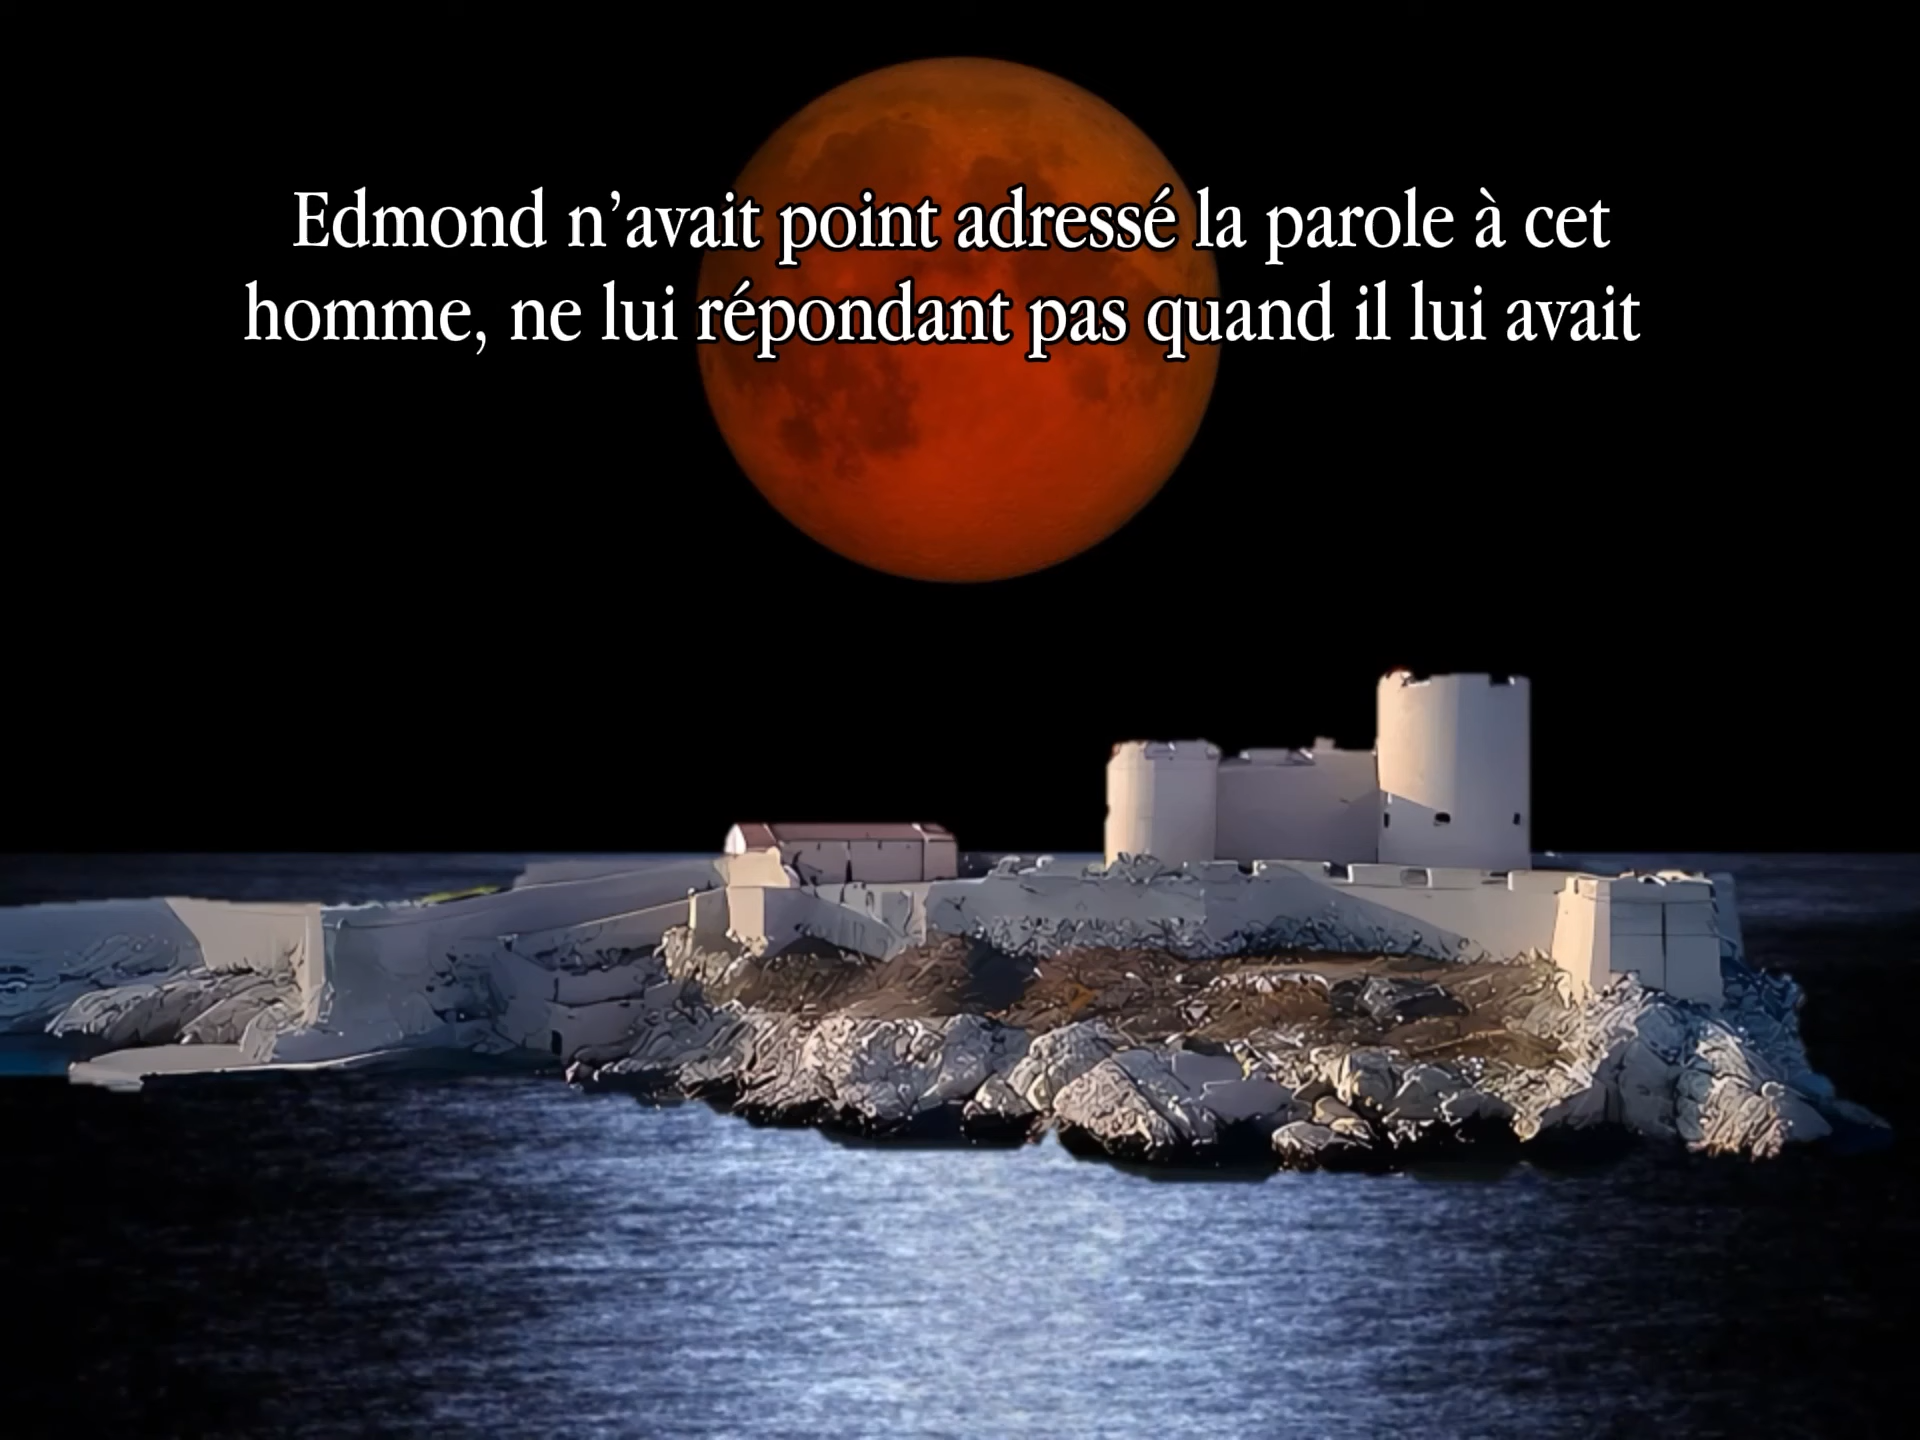 Edmond n’avait point adressé la parole à cet
homme, ne lui répondant pas quand il lui avait